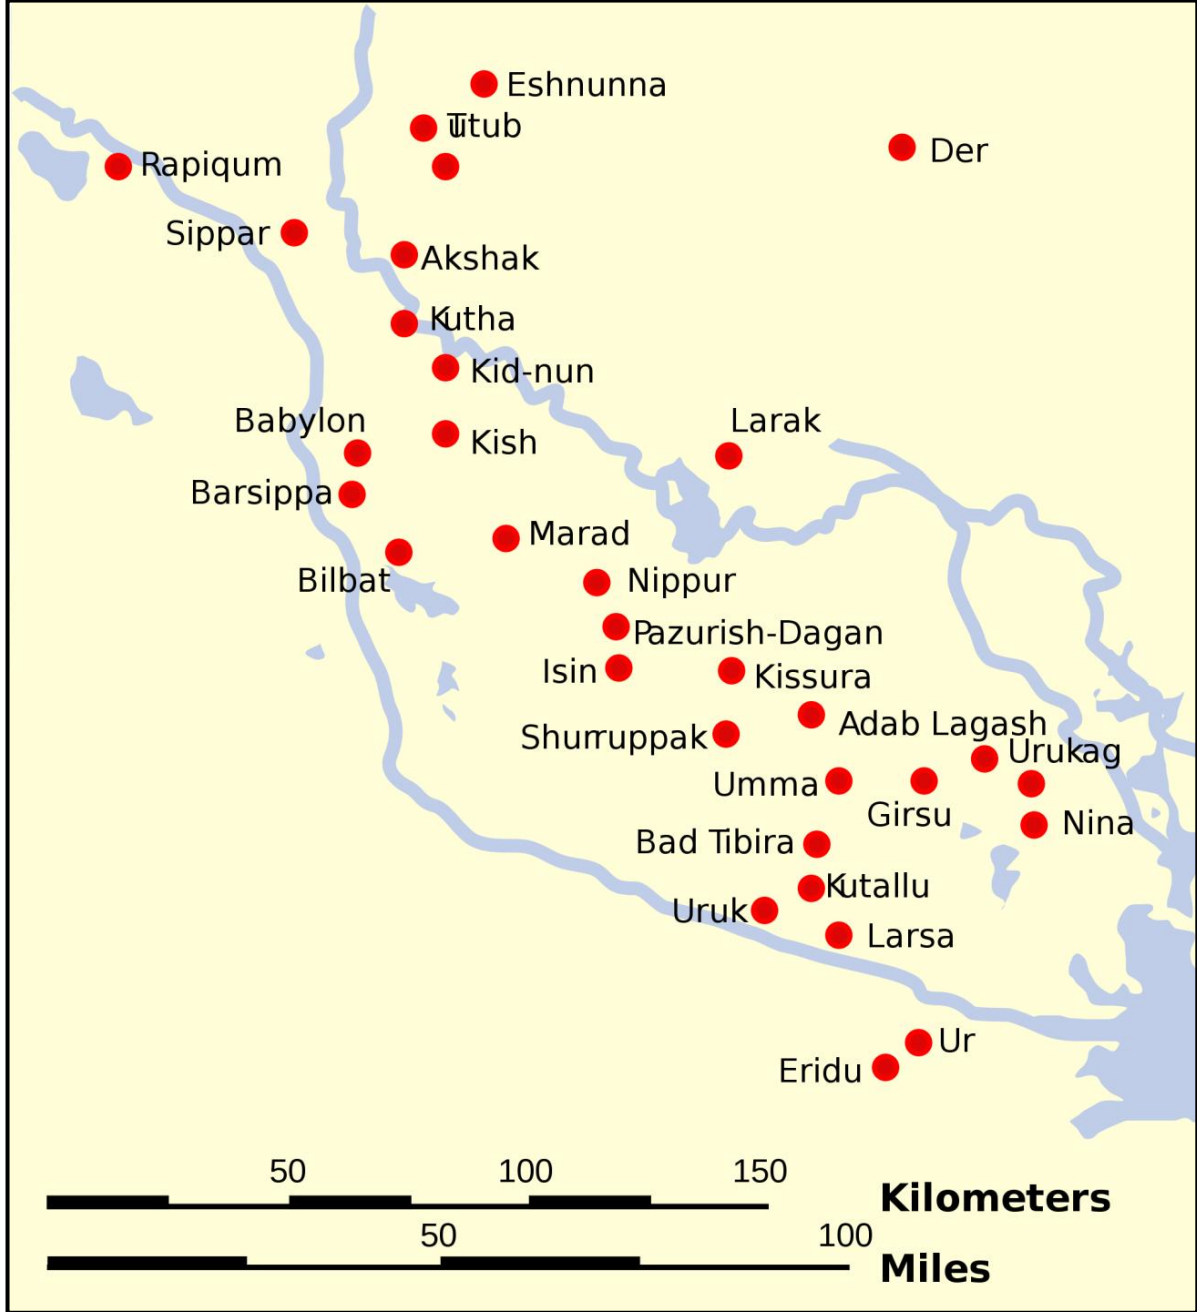 Eshnunna
Tutub
Der
Rapiqum
Sippar
Akshak
Kutha
Kid-nun
Babylon
Larak
Kish
Barsippa
Marad
Bilbat
Nippur
Pazurish-Dagan
Isin
Kissura
Adab Lagash
Shurruppak
Urukag
Umma
Girsu
Nina
Bad Tibira
Kutallu
Uruk
Larsa
Ur
Eridu
50 100 150
Kilometers
50 100
Miles